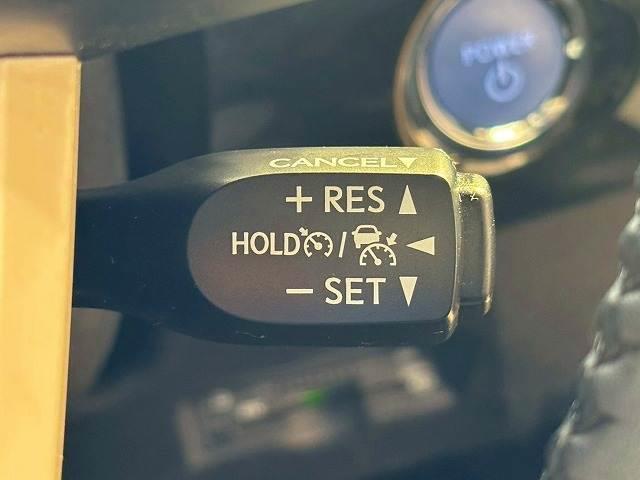 POWER
CANCEL▼
+ RES ▲
HOLD / ◀
− SET ▼